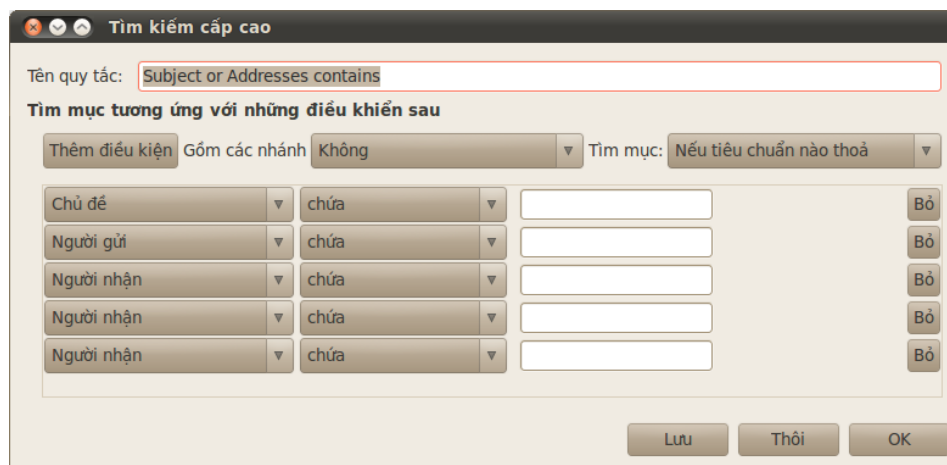 Tìm kiếm cấp cao
Tên quy tắc: Subject or Addresses contains
Tìm mục tương ứng với những điều khiển sau
Thêm điều kiện Gồm các nhánh Không Tìm mục: Nếu tiêu chuẩn nào thoả
Chủ đề chứa Bỏ
Người gửi chứa Bỏ
Người nhận chứa Bỏ
Người nhận chứa Bỏ
Người nhận chứa Bỏ
Lưu Thôi OK